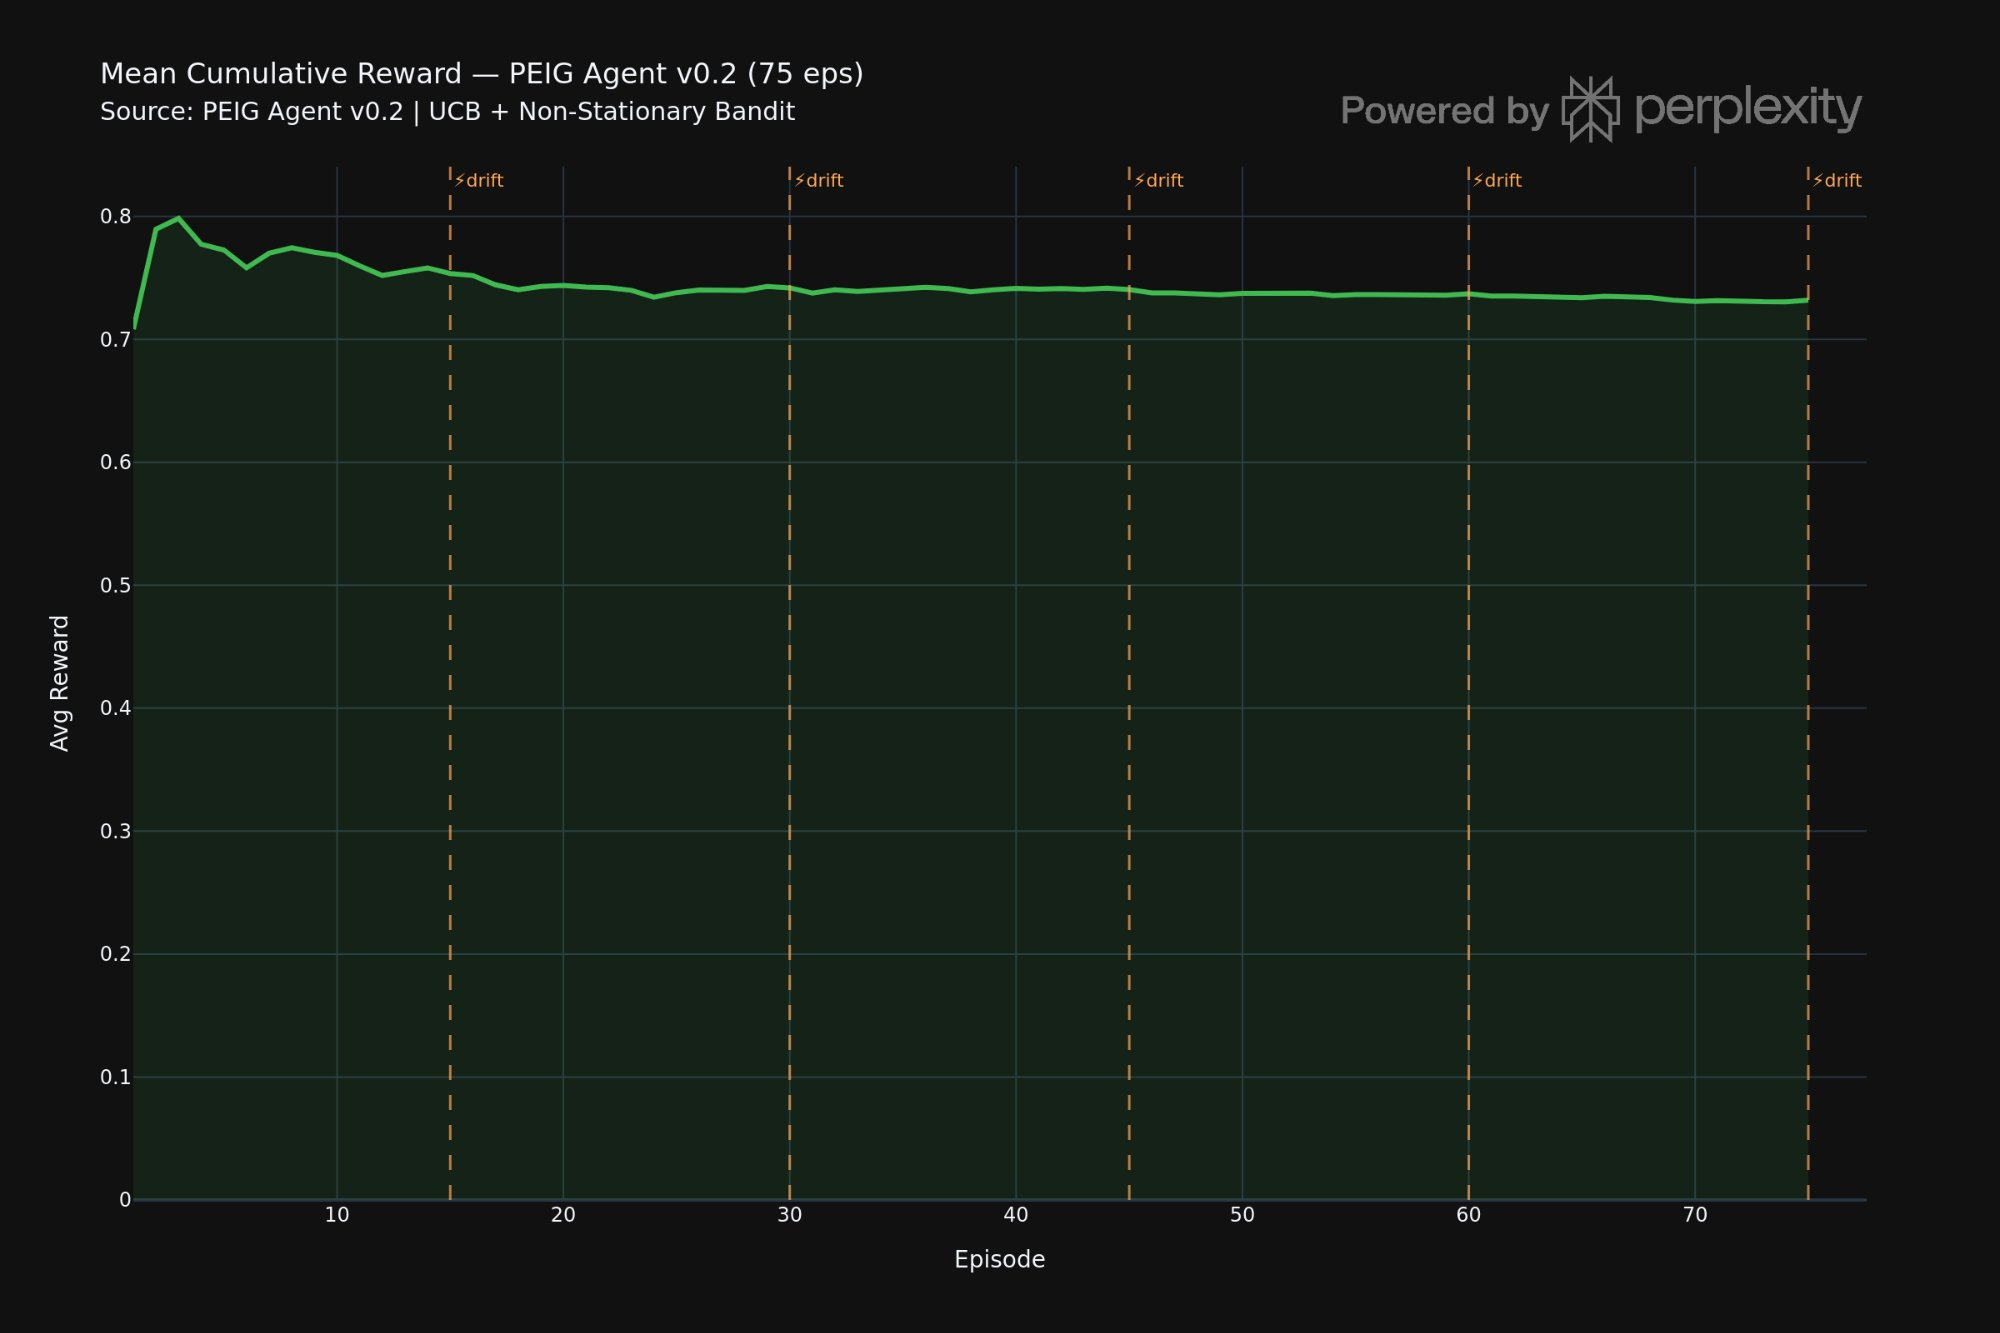 Mean Cumulative Reward — PEIG Agent v0.2 (75 eps)
Source: PEIG Agent v0.2 | UCB + Non-Stationary Bandit
Powered by perplexity
⚡drift ⚡drift ⚡drift ⚡drift ⚡drift
0.8
0.7
0.6
0.5
0.4
0.3
0.2
0.1
0
Avg Reward
10 20 30 40 50 60 70
Episode